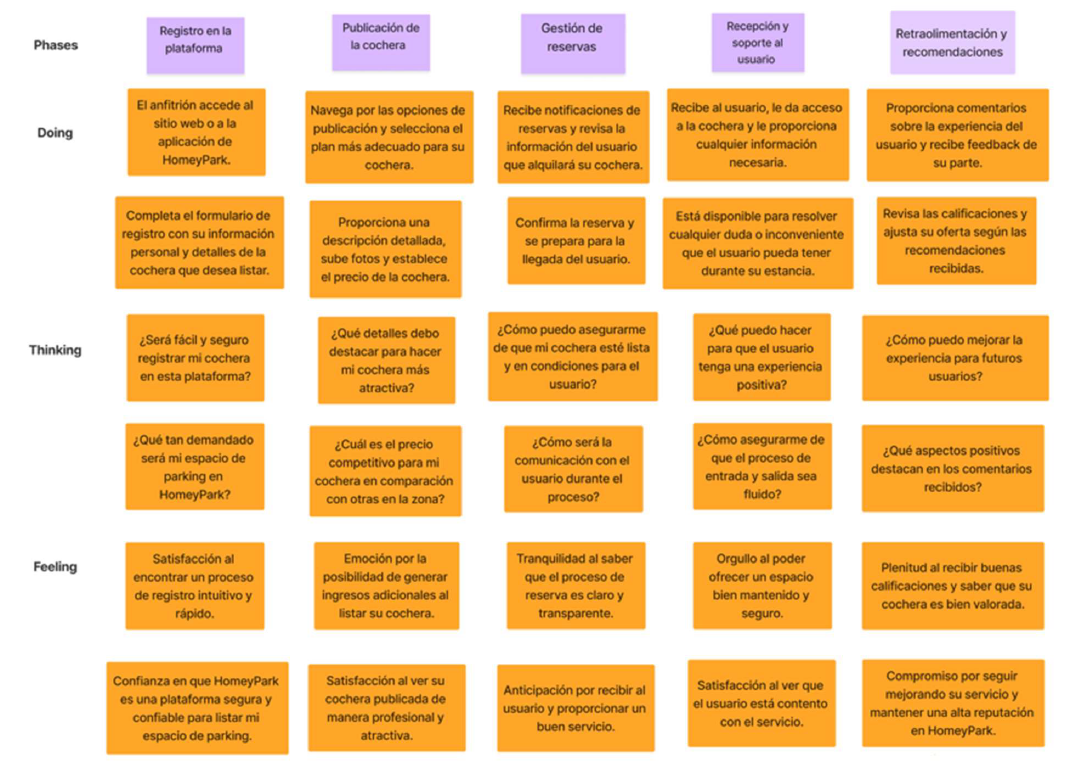 Phases
Registro en la
plataforma
Publicación de
la cochera
Gestión de
reservas
Recepción y
soporte al
usuario
Retraolimentación y
recomendaciones
Doing
El anfitrión accede al
sitio web o a la
aplicación de
HomeyPark.
Navega por las opciones de
publicación y selecciona el
plan más adecuado para su
cochera.
Recibe notificaciones de
reservas y revisa la
información del usuario
que alquilará su cochera.
Recibe al usuario, le da acceso
a la cochera y le proporciona
cualquier información
necesaria.
Proporciona comentarios
sobre la experiencia del
usuario y recibe feedback de
su parte.
Completa el formulario de
registro con su información
personal y detalles de la
cochera que desea listar.
Proporciona una
descripción detallada,
sube fotos y establece
el precio de la cochera.
Confirma la reserva y
se prepara para la
llegada del usuario.
Está disponible para resolver
cualquier duda o inconveniente
que el usuario pueda tener
durante su estancia.
Revisa las calificaciones y
ajusta su oferta según las
recomendaciones
recibidas.
Thinking
¿Será fácil y seguro
registrar mi cochera
en esta plataforma?
¿Qué detalles debo
destacar para hacer
mi cochera más
atractiva?
¿Cómo puedo asegurarme
de que mi cochera esté lista
y en condiciones para el
usuario?
¿Qué puedo hacer
para que el usuario
tenga una experiencia
positiva?
¿Cómo puedo mejorar la
experiencia para futuros
usuarios?
¿Qué tan demandado
será mi espacio de
parking en
HomeyPark?
¿Cuál es el precio
competitivo para mi
cochera en comparación
con otras en la zona?
¿Cómo será la
comunicación con el
usuario durante el
proceso?
¿Cómo asegurarme de
que el proceso de
entrada y salida sea
fluido?
¿Qué aspectos positivos
destacan en los comentarios
recibidos?
Feeling
Satisfacción al
encontrar un proceso
de registro intuitivo y
rápido.
Emoción por la
posibilidad de generar
ingresos adicionales al
listar su cochera.
Tranquilidad al saber
que el proceso de
reserva es claro y
transparente.
Orgullo al poder
ofrecer un espacio
bien mantenido y
seguro.
Plenitud al recibir buenas
calificaciones y saber que su
cochera es bien valorada.
Confianza en que HomeyPark
es una plataforma segura y
confiable para listar mi
espacio de parking.
Satisfacción al ver su
cochera publicada de
manera profesional y
atractiva.
Anticipación por recibir al
usuario y proporcionar un
buen servicio.
Satisfacción al ver que
el usuario está contento
con el servicio.
Compromiso por seguir
mejorando su servicio y
mantener una alta reputación
en HomeyPark.